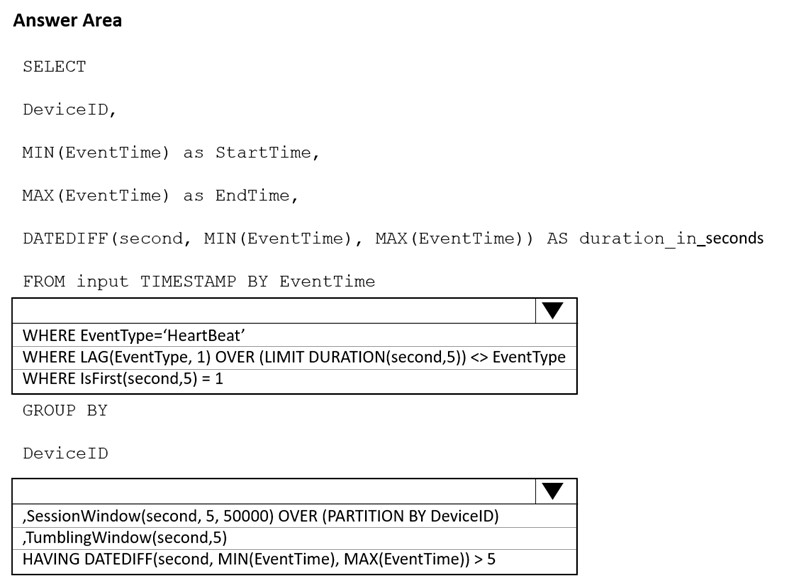 Answer Area
SELECT
DeviceID,
MIN(EventTime) as StartTime,
MAX(EventTime) as EndTime,
DATEDIFF(second, MIN(EventTime), MAX(EventTime)) AS duration_in_seconds
FROM input TIMESTAMP BY EventTime
WHERE EventType=‘HeartBeat’
WHERE LAG(EventType, 1) OVER (LIMIT DURATION(second,5)) <> EventType
WHERE IsFirst(second,5) = 1
GROUP BY
DeviceID
,SessionWindow(second, 5, 50000) OVER (PARTITION BY DeviceID)
,TumblingWindow(second,5)
HAVING DATEDIFF(second, MIN(EventTime), MAX(EventTime)) > 5